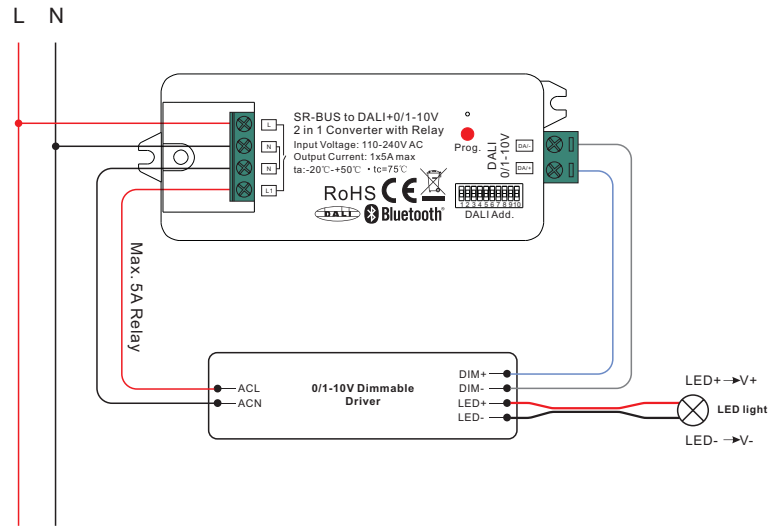 L N
SR-BUS to DALI+0/1-10V
2 in 1 Converter with Relay
Input Voltage: 110-240V AC
Output Current: 1x5A max
ta:-20℃-+50℃ •tc=75℃
RoHS CE
DALI Bluetooth
L
N
N
L1
Prog.
DALI
0/1-10V
DA/-
DA/+
1 2 3 4 5 6 7 8 9 10
DALI Add.
Max. 5A Relay
ACL
ACN
0/1-10V Dimmable
Driver
DIM+
DIM-
LED+
LED-
LED+→V+
LED light
LED- →V-